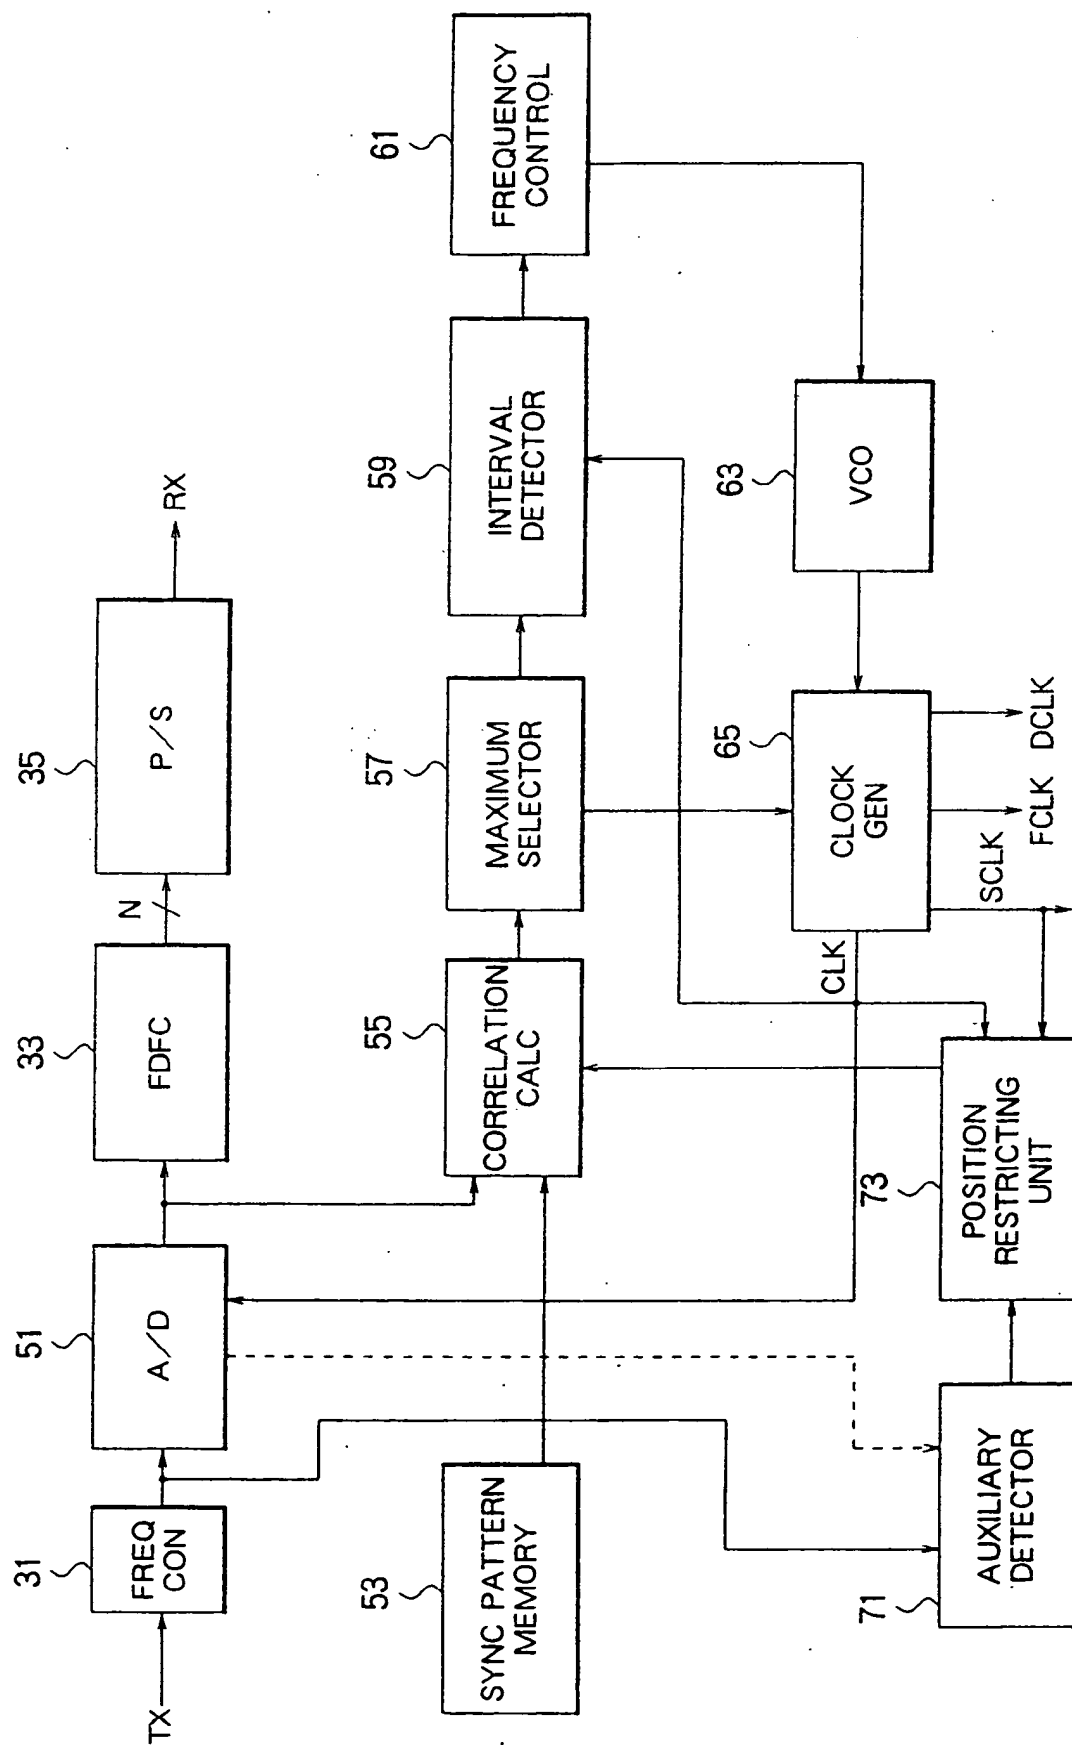 TX
31
FREQ
CON
51
A/D
33
FDFC
N
35
P/S
RX
53
SYNC PATTERN
MEMORY
55
CORRELATION
CALC
57
MAXIMUM
SELECTOR
59
INTERVAL
DETECTOR
61
FREQUENCY
CONTROL
71
AUXILIARY
DETECTOR
73
POSITION
RESTRICTING
UNIT
CLK
65
CLOCK
GEN
63
VCO
SCLK
FCLK
DCLK